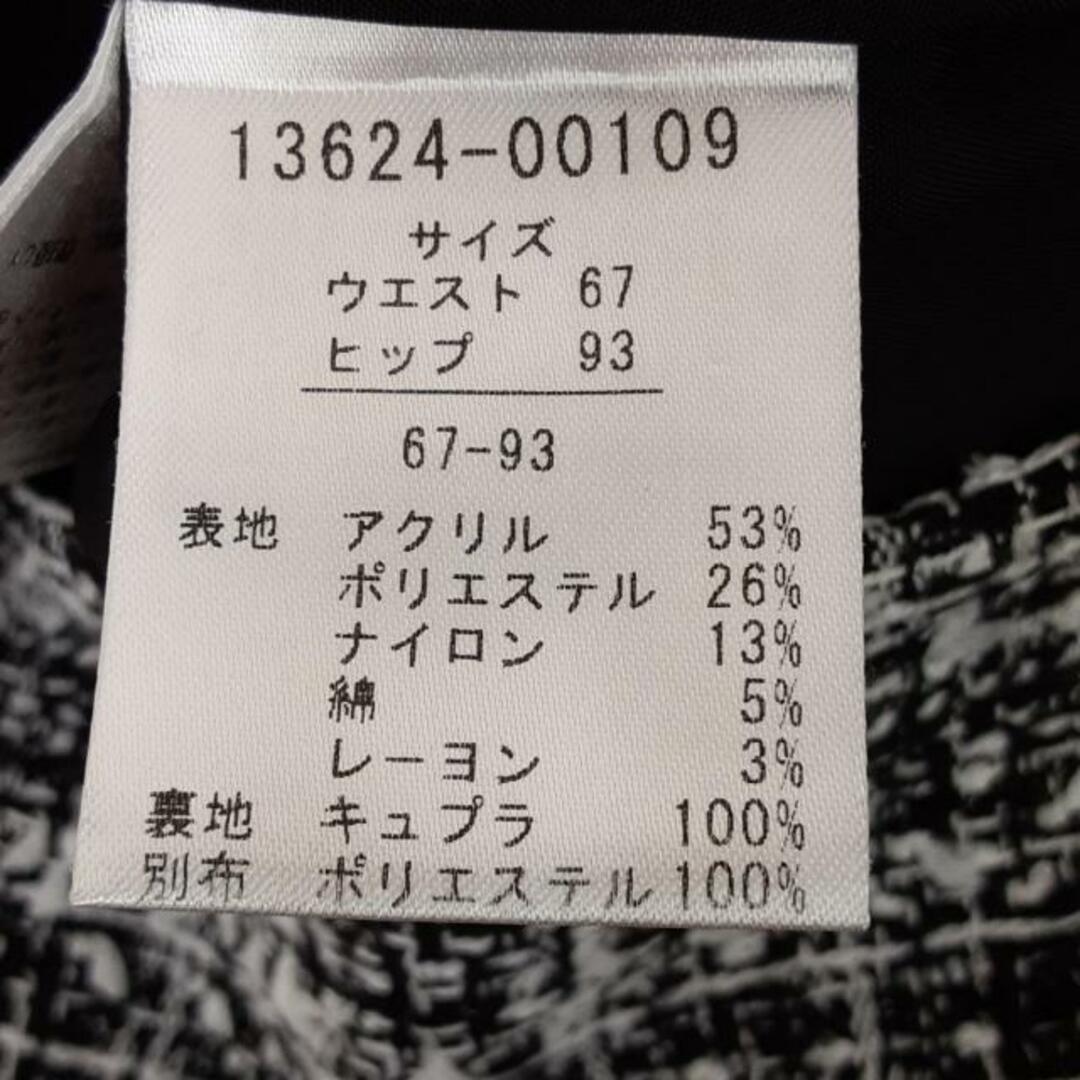 13624-00109
サイズ
ウエスト 67
ヒップ 93
67-93
表地 アクリル 53%
ポリエステル 26%
ナイロン 13%
綿 5%
レーヨン 3%
裏地 キュプラ 100%
別布 ポリエステル 100%